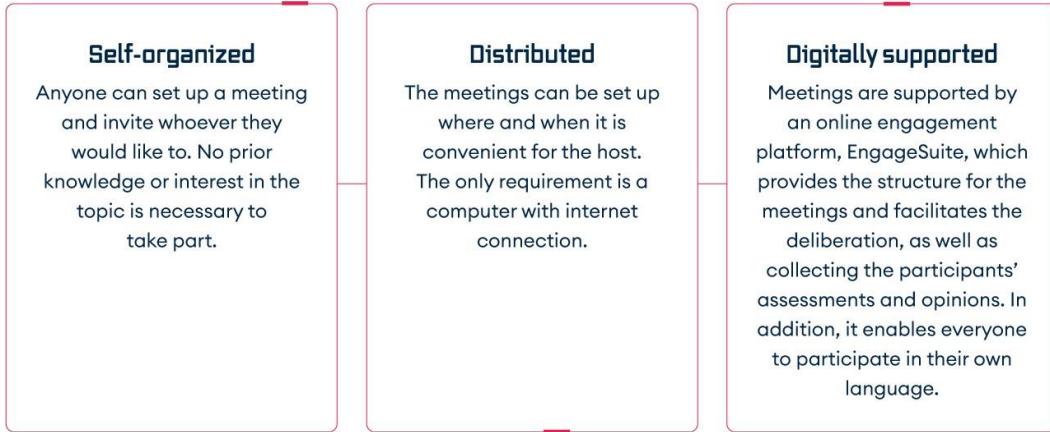 Self-organized
Anyone can set up a meeting
and invite whoever they
would like to. No prior
knowledge or interest in the
topic is necessary to
take part.
Distributed
The meetings can be set up
where and when it is
convenient for the host.
The only requirement is a
computer with internet
connection.
Digitally supported
Meetings are supported by
an online engagement
platform, EngageSuite, which
provides the structure for the
meetings and facilitates the
deliberation, as well as
collecting the participants’
assessments and opinions. In
addition, it enables everyone
to participate in their own
language.